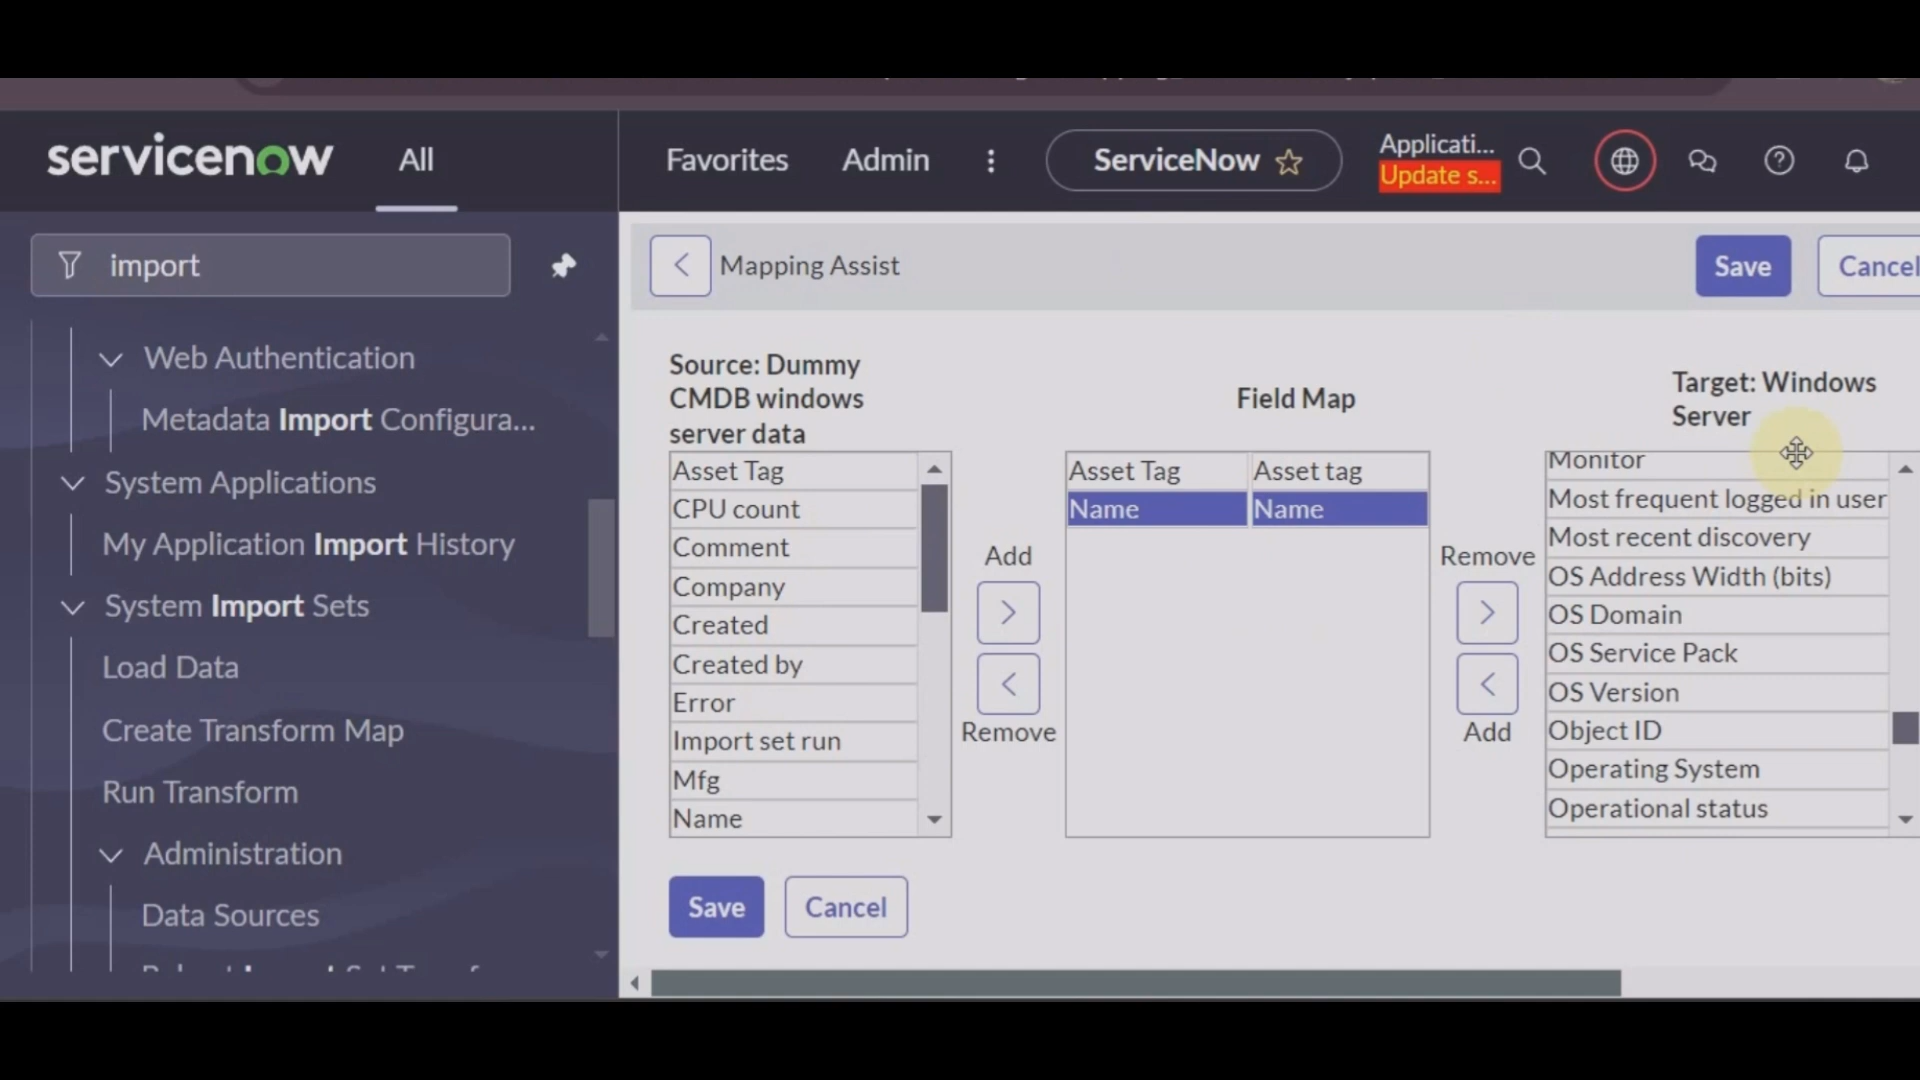 servicenow
All
Favorites
Admin
ServiceNow
Applicati...
Update s...
import
Web Authentication
Metadata Import Configura...
System Applications
My Application Import History
System Import Sets
Load Data
Create Transform Map
Run Transform
Administration
Data Sources
Mapping Assist
Save
Cancel
Source: Dummy
CMDB windows
server data
Field Map
Target: Windows
Server
Asset Tag
CPU count
Comment
Company
Created
Created by
Error
Import set run
Mfg
Name
Add
Remove
Asset Tag Asset tag
Name Name
Remove
Add
Monitor
Most frequent logged in user
Most recent discovery
OS Address Width (bits)
OS Domain
OS Service Pack
OS Version
Object ID
Operating System
Operational status
Save
Cancel